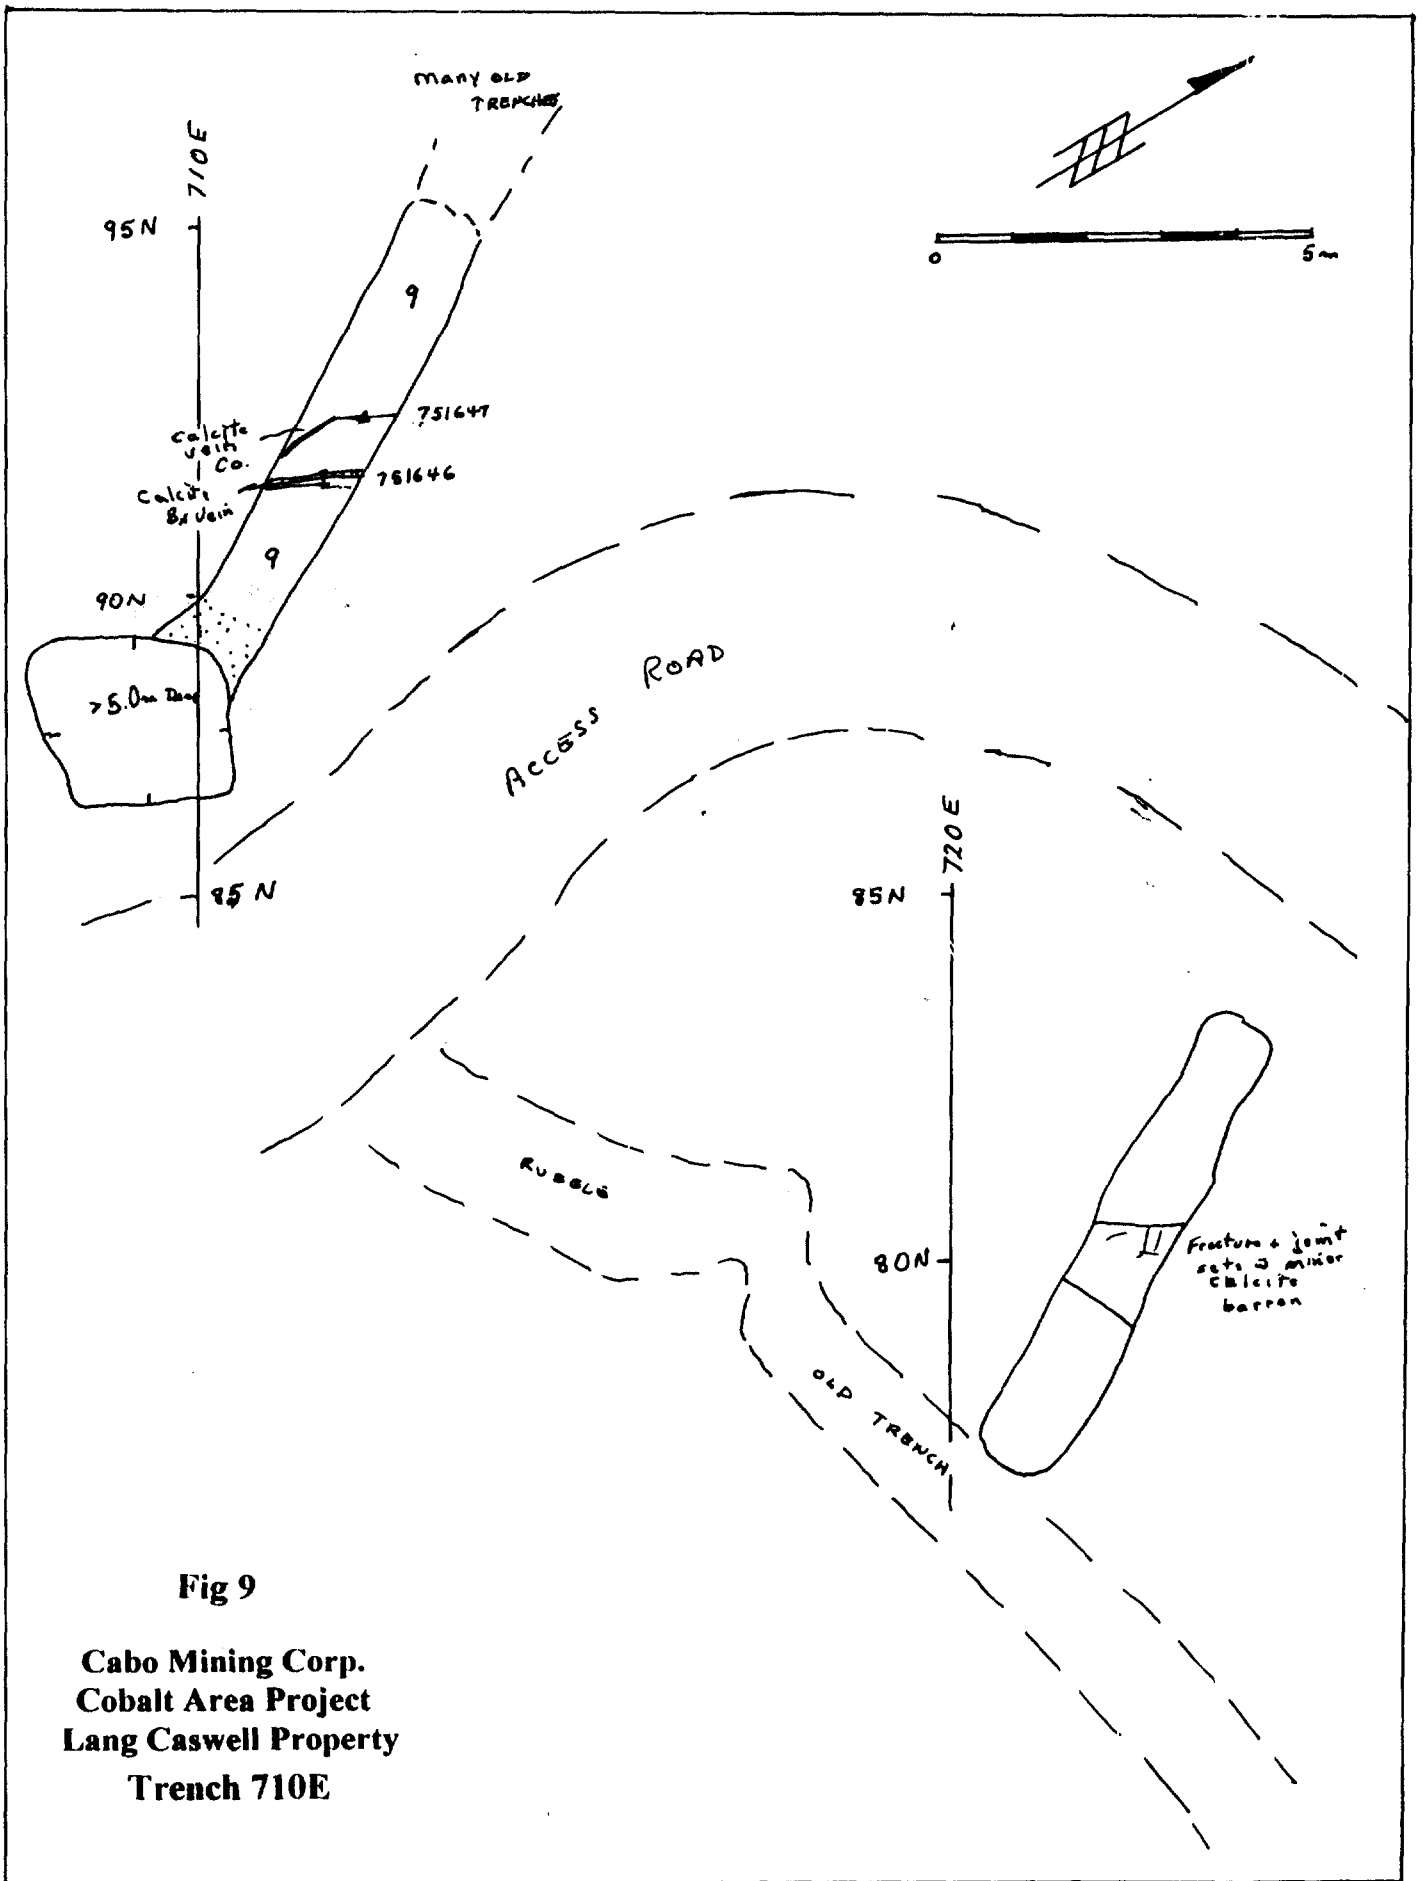 many OLD
TRENCHES
710E
95N
0
5m
9
751647
Calcite
vein
Co.
751646
Calcite
Bx Vein
9
90N
>5.0m Deep
ROAD
ACCESS
85N
720E
85N
RUBBLE
80N
Fracture + joint
sets minor
Calcite
barren
OLD TRENCH
Fig 9
Cabo Mining Corp.
Cobalt Area Project
Lang Caswell Property
Trench 710E